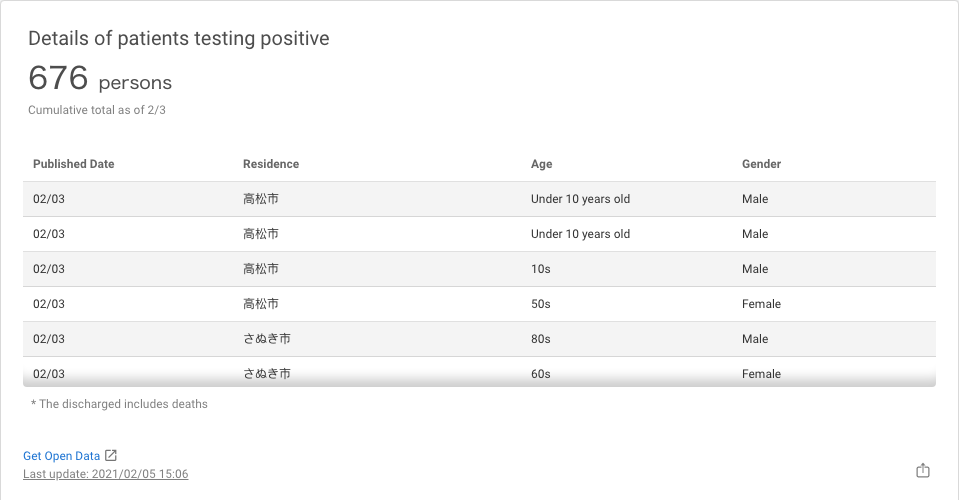 Details of patients testing positive
676 persons
Cumulative total as of 2/3
Published Date Residence Age Gender
02/03 高松市 Under 10 years old Male
02/03 高松市 Under 10 years old Male
02/03 高松市 10s Male
02/03 高松市 50s Female
02/03 さぬき市 80s Male
02/03 さぬき市 60s Female
* The discharged includes deaths
Get Open Data
Last update: 2021/02/05 15:06